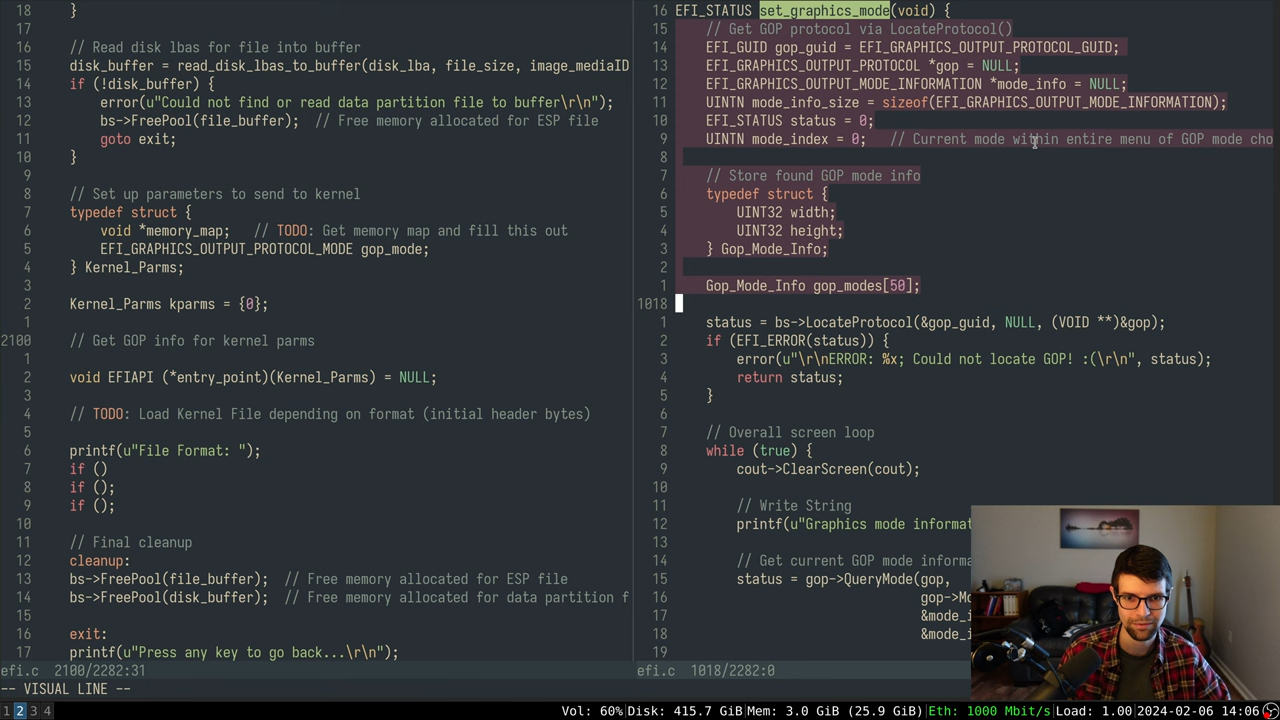 18 }
17
16 // Read disk lbas for file into buffer
15 disk_buffer = read_disk_lbas_to_buffer(disk_lba, file_size, image_mediaID
14 if (!disk_buffer) {
13 error(u"Could not find or read data partition file to buffer\r\n");
12 bs->FreePool(file_buffer); // Free memory allocated for ESP file
11 goto exit;
10 }
9
8 // Set up parameters to send to kernel
7 typedef struct {
6 void *memory_map; // TODO: Get memory map and fill this out
5 EFI_GRAPHICS_OUTPUT_PROTOCOL_MODE gop_mode;
4 } Kernel_Parms;
3
2 Kernel_Parms kparms = {0};
1
2100 // Get GOP info for kernel parms
1
2 void EFIAPI (*entry_point)(Kernel_Parms) = NULL;
3
4 // TODO: Load Kernel File depending on format (initial header bytes)
5
6 printf(u"File Format: ");
7 if ()
8 if ();
9 if ();
10
11 // Final cleanup
12 cleanup:
13 bs->FreePool(file_buffer); // Free memory allocated for ESP file
14 bs->FreePool(disk_buffer); // Free memory allocated for data partition f
15
16 exit:
17 printf(u"Press any key to go back...\r\n");
efi.c 2100/2282:31
16 EFI_STATUS set_graphics_mode(void) {
15 // Get GOP protocol via LocateProtocol()
14 EFI_GUID gop_guid = EFI_GRAPHICS_OUTPUT_PROTOCOL_GUID;
13 EFI_GRAPHICS_OUTPUT_PROTOCOL *gop = NULL;
12 EFI_GRAPHICS_OUTPUT_MODE_INFORMATION *mode_info = NULL;
11 UINTN mode_info_size = sizeof(EFI_GRAPHICS_OUTPUT_MODE_INFORMATION);
10 EFI_STATUS status = 0;
9 UINTN mode_index = 0; // Current mode within entire menu of GOP mode cho
8
7 // Store found GOP mode info
6 typedef struct {
5 UINT32 width;
4 UINT32 height;
3 } Gop_Mode_Info;
2
1 Gop_Mode_Info gop_modes[50];
1018
1 status = bs->LocateProtocol(&gop_guid, NULL, (VOID **)&gop);
2 if (EFI_ERROR(status)) {
3 error(u"\r\nERROR: %x; Could not locate GOP! :(\r\n", status);
4 return status;
5 }
6
7 // Overall screen loop
8 while (true) {
9 cout->ClearScreen(cout);
10
11 // Write String
12 printf(u"Graphics mode informat
13
14 // Get current GOP mode informa
15 status = gop->QueryMode(gop,
16 gop->Mo
17 &mode_i
18 &mode_i
19
efi.c 1018/2282:0
-- VISUAL LINE --
1 2 3 4 Vol: 60% Disk: 415.7 GiB Mem: 3.0 GiB (25.9 GiB) Eth: 1000 Mbit/s Load: 1.00 2024-02-06 14:06